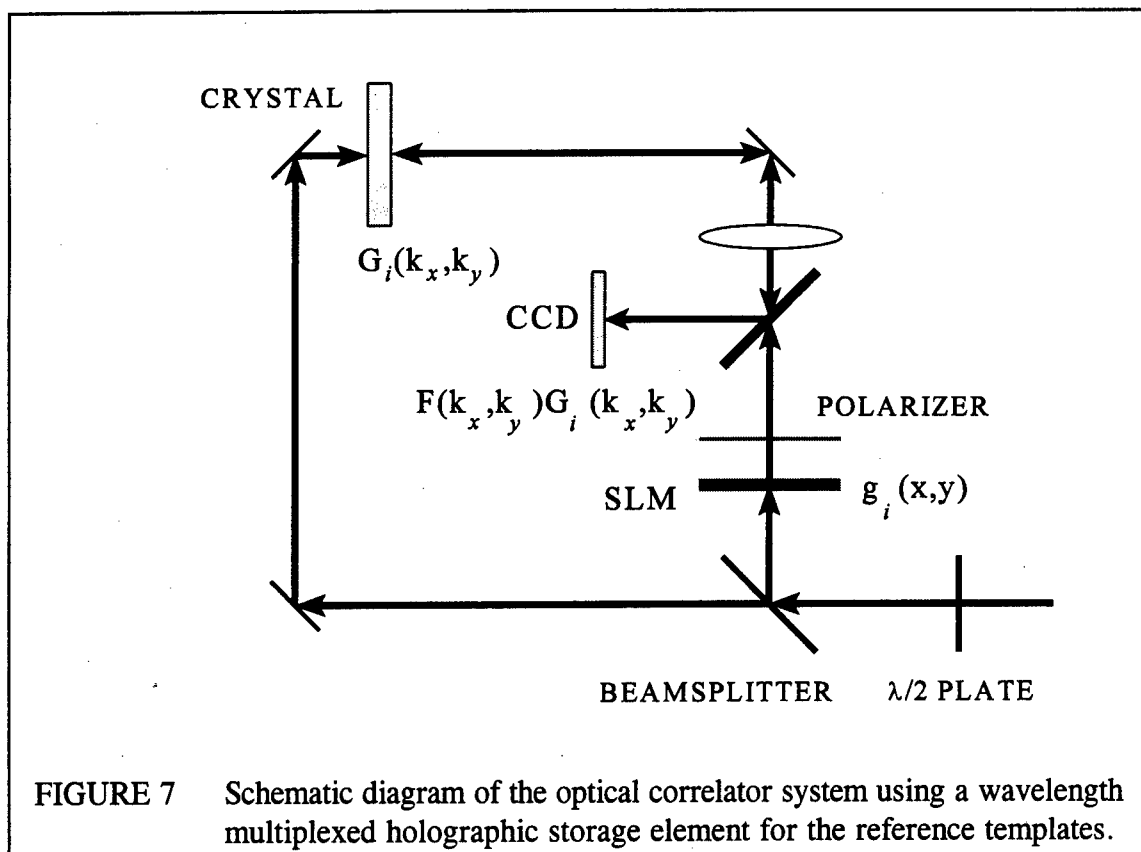 CRYSTAL
G_i(k_x,k_y)
CCD
F(k_x,k_y)G_i(k_x,k_y)
POLARIZER
SLM
g_i(x,y)
BEAMSPLITTER
λ/2 PLATE
FIGURE 7 Schematic diagram of the optical correlator system using a wavelength
multiplexed holographic storage element for the reference templates.